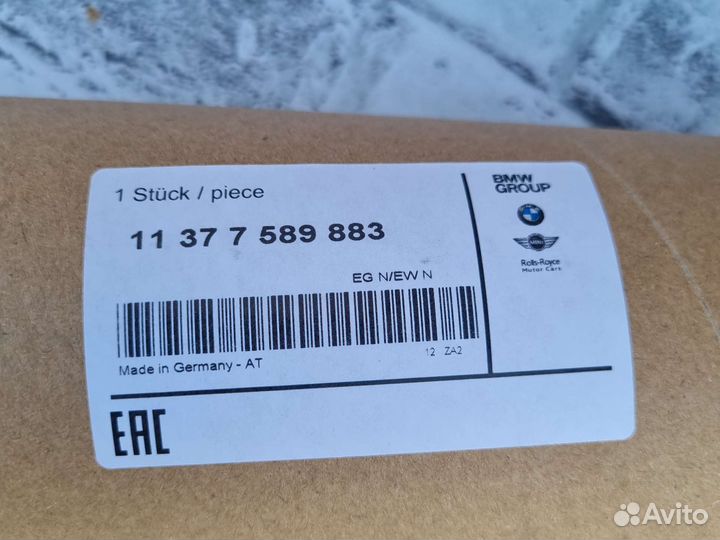 1 Stück / piece
11 37 7 589 883
EG N/EW N
12 ZA2
Made in Germany - AT
EAC
BMW
GROUP
MINI
Rolls-Royce
Motor Cars
Avito